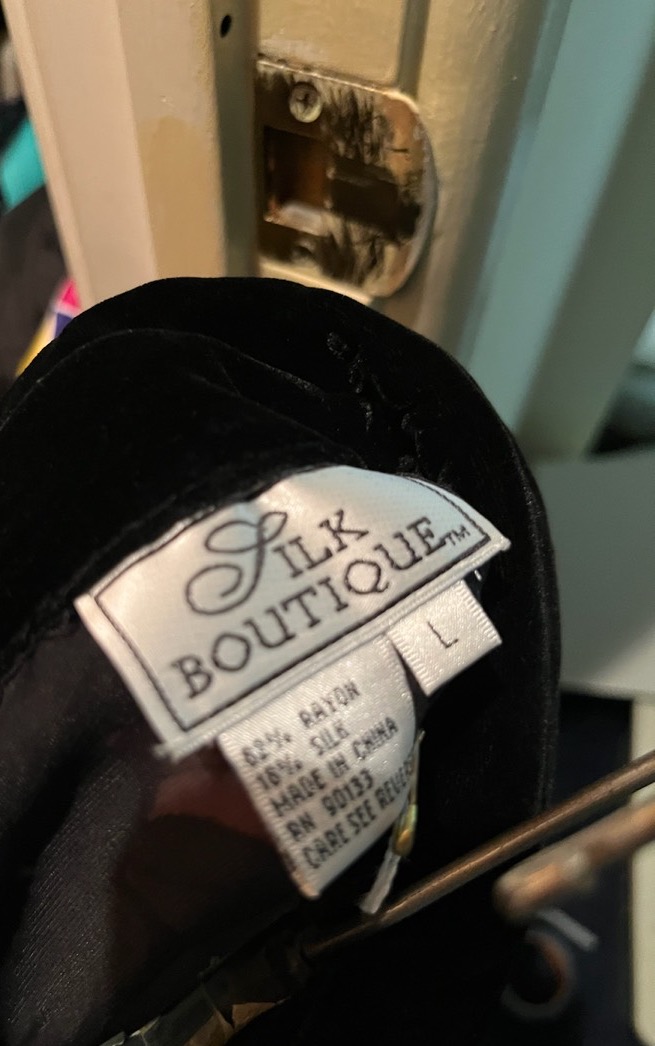 SILK
BOUTIQUE™
L
82% RAYON
18% SILK
MADE IN CHINA
RN 90133
CARE SEE REVERSE